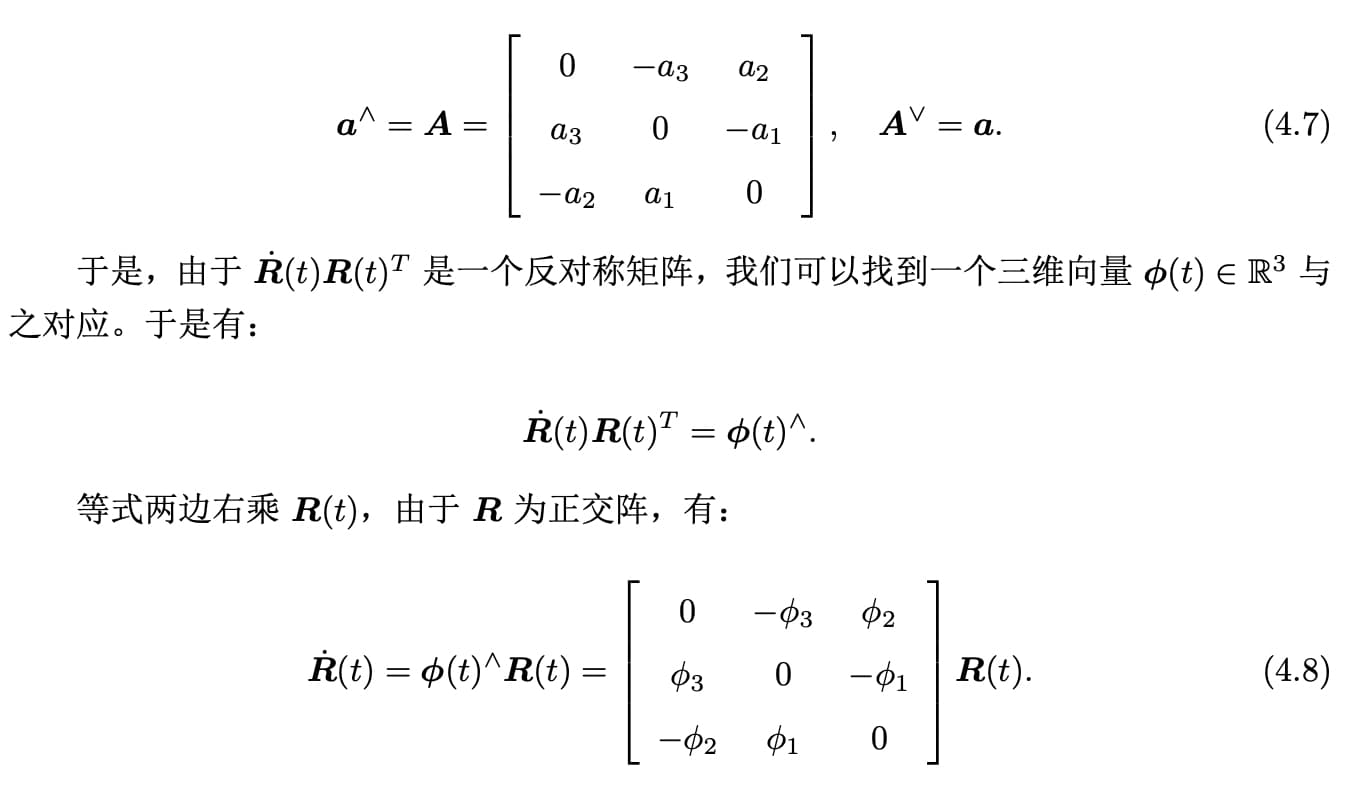 $$\boldsymbol{a}^{\wedge} = \boldsymbol{A} = \begin{bmatrix} 0 & -a_3 & a_2 \\ a_3 & 0 & -a_1 \\ -a_2 & a_1 & 0 \end{bmatrix}, \quad \boldsymbol{A}^{\vee} = \boldsymbol{a}. \tag{4.7}$$
于是，由于 $\dot{\boldsymbol{R}}(t)\boldsymbol{R}(t)^T$ 是一个反对称矩阵，我们可以找到一个三维向量 $\boldsymbol{\phi}(t) \in \mathbb{R}^3$ 与
之对应。于是有：
$$\dot{\boldsymbol{R}}(t)\boldsymbol{R}(t)^T = \boldsymbol{\phi}(t)^{\wedge}.$$
等式两边右乘 $\boldsymbol{R}(t)$，由于 $\boldsymbol{R}$ 为正交阵，有：
$$\dot{\boldsymbol{R}}(t) = \boldsymbol{\phi}(t)^{\wedge}\boldsymbol{R}(t) = \begin{bmatrix} 0 & -\phi_3 & \phi_2 \\ \phi_3 & 0 & -\phi_1 \\ -\phi_2 & \phi_1 & 0 \end{bmatrix} \boldsymbol{R}(t). \tag{4.8}$$